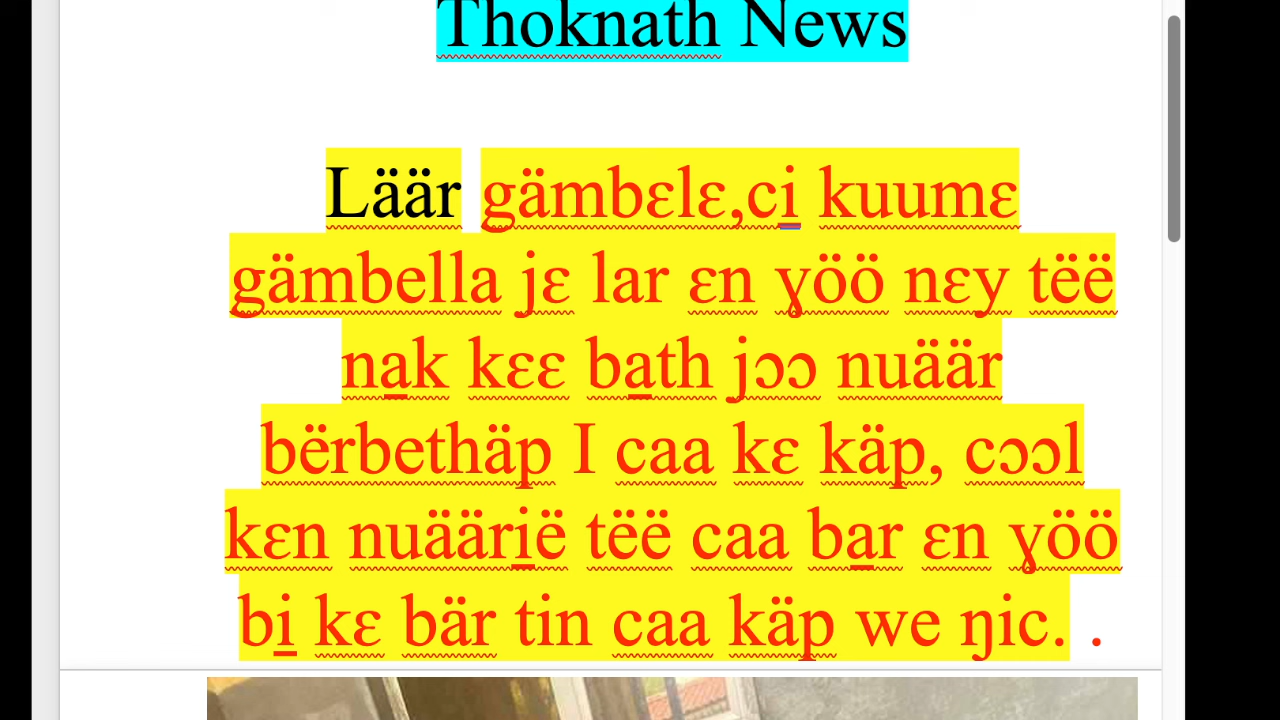 Thoknath News
Läär gämbɛlɛ,ci̱ kuumɛ
gämbella jɛ lar ɛn ɣöö nɛy tëë
na̱k kɛɛ ba̱th jɔɔ nuäär
bërbethäp I caa kɛ käp, cɔɔl
kɛn nuääri̱ë tëë caa ba̱r ɛn ɣöö
bi̱ kɛ bär tin caa käp we ŋic. .